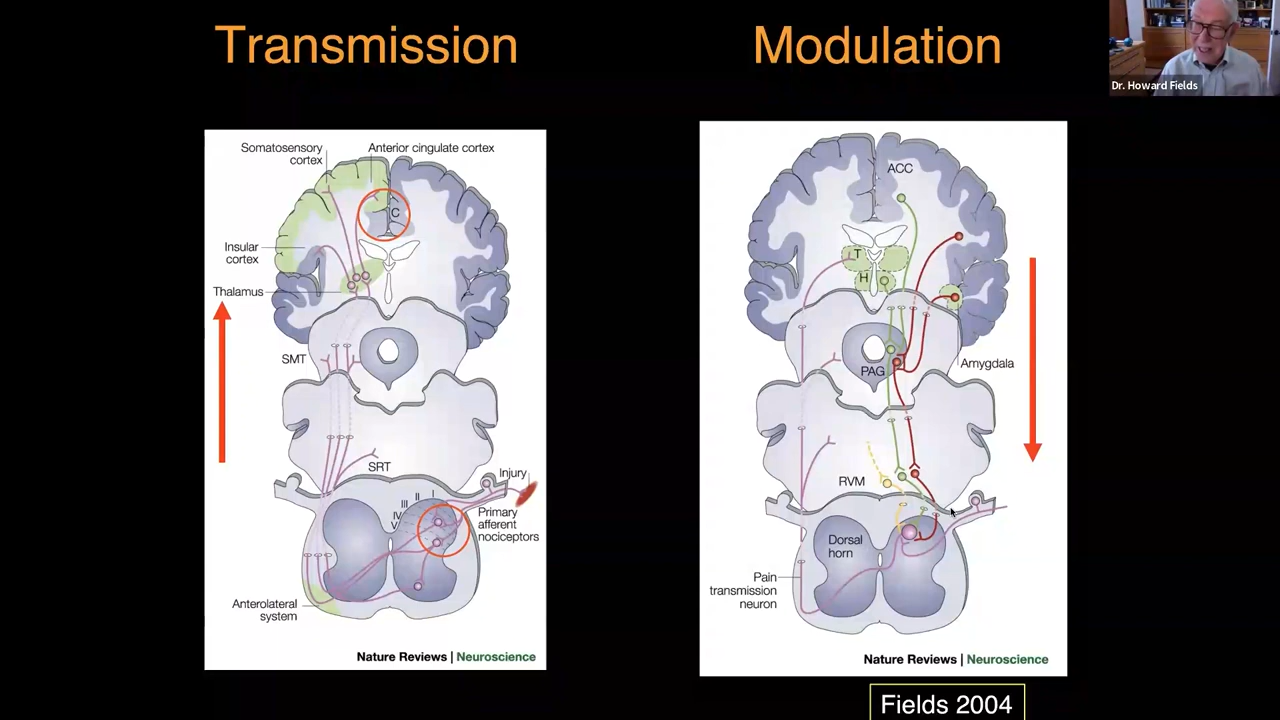 Transmission
Modulation
Dr. Howard Fields
Somatosensory
cortex
Anterior cingulate cortex
C
Insular
cortex
Thalamus
SMT
SRT
Injury
I
II
III
IV
V
Primary
afferent
nociceptors
Anterolateral
system
Nature Reviews | Neuroscience
ACC
T
H
PAG
Amygdala
RVM
Dorsal
horn
Pain
transmission
neuron
Nature Reviews | Neuroscience
Fields 2004